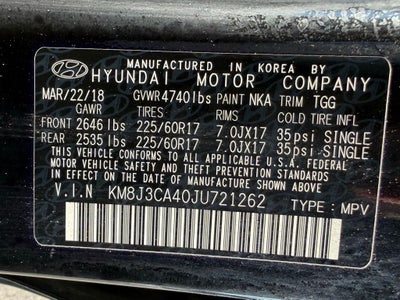 MANUFACTURED IN KOREA BY
HYUNDAI MOTOR COMPANY
MAR/22/18 GVWR 4740lbs PAINT NKA TRIM TGG
GAWR TIRES RIMS COLD TIRE INFL
FRONT 2646 lbs 225/60R17 7.0JX17 35psi SINGLE
REAR 2535 lbs 225/60R17 7.0JX17 35psi SINGLE
THIS VEHICLE CONFORMS TO ALL APPLICABLE U.S.A. FEDERAL
MOTOR VEHICLE SAFETY, BUMPER, AND THEFT PREVENTION STANDARDS
IN EFFECT ON THE DATE OF MANUFACTURE SHOWN ABOVE.
V.I.N KM8J3CA40JU721262
TYPE : MPV